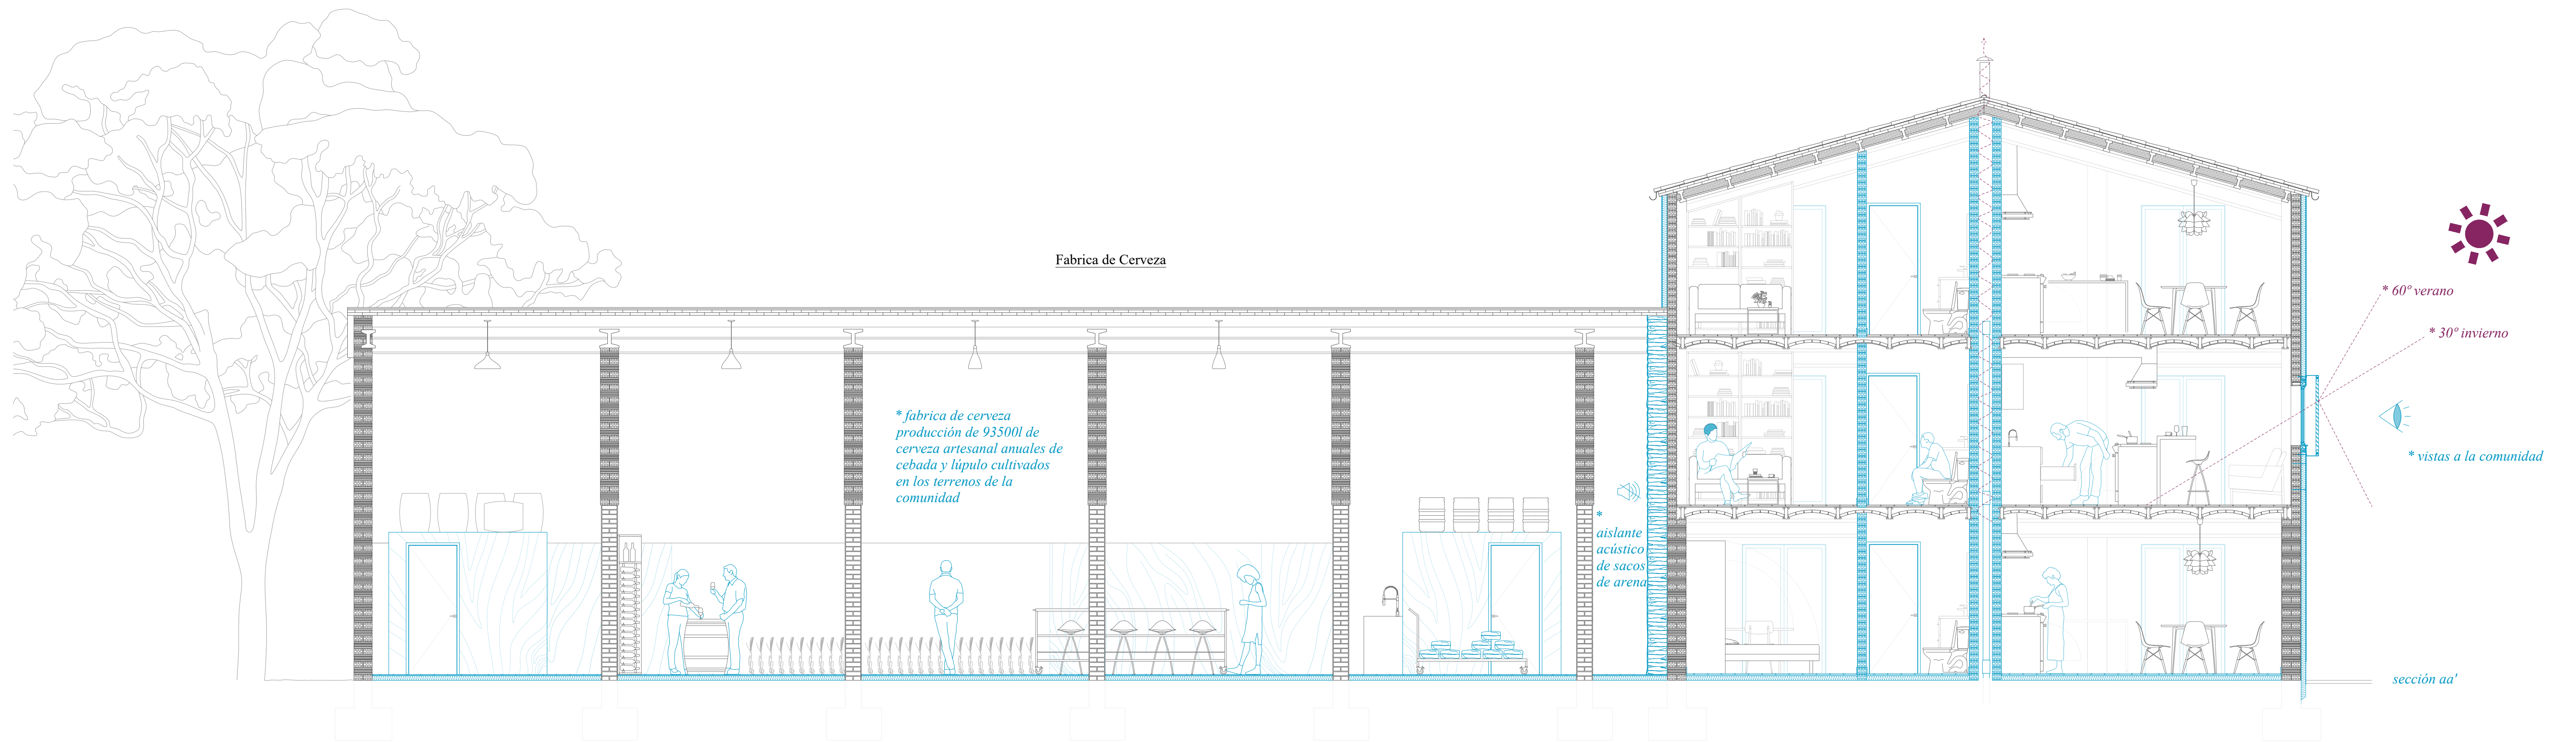 Fabrica de Cerveza
* 60º verano
* 30º invierno
* fabrica de cerveza
producción de 93500l de
cerveza artesanal anuales de
cebada y lúpulo cultivados
en los terrenos de la
comunidad
* vistas a la comunidad
*
aislante
acústico
de sacos
de arena
sección aa'